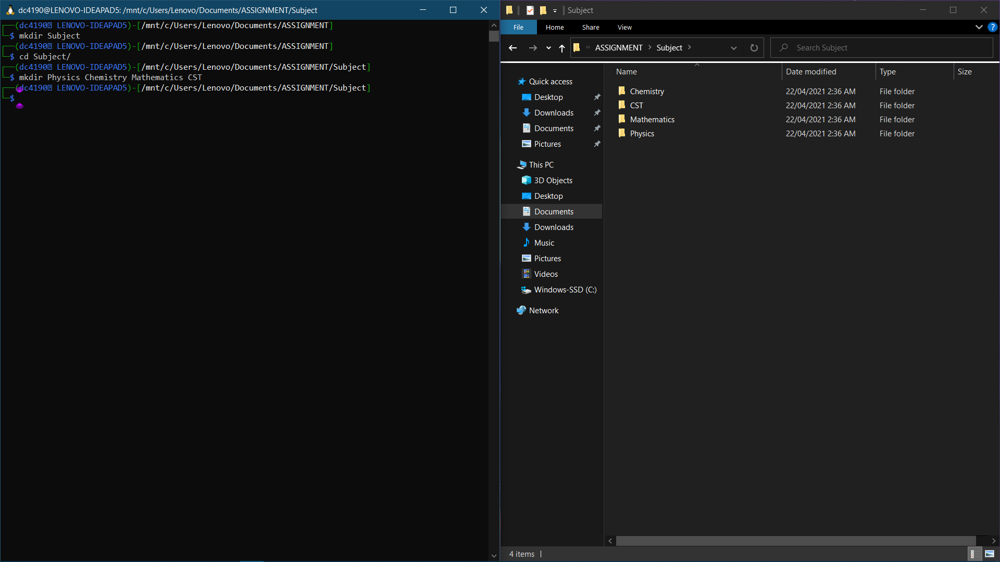 dc4190@LENOVO-IDEAPAD5: /mnt/c/Users/Lenovo/Documents/ASSIGNMENT/Subject
(dc4190 LENOVO-IDEAPAD5)-[/mnt/c/Users/Lenovo/Documents/ASSIGNMENT]
$ mkdir Subject
(dc4190 LENOVO-IDEAPAD5)-[/mnt/c/Users/Lenovo/Documents/ASSIGNMENT]
$ cd Subject/
(dc4190 LENOVO-IDEAPAD5)-[/mnt/c/Users/Lenovo/Documents/ASSIGNMENT/Subject]
$ mkdir Physics Chemistry Mathematics CST
(dc4190 LENOVO-IDEAPAD5)-[/mnt/c/Users/Lenovo/Documents/ASSIGNMENT/Subject]
$
Subject
File Home Share View
« ASSIGNMENT > Subject >
Search Subject
Quick access
Desktop
Downloads
Documents
Pictures
This PC
3D Objects
Desktop
Documents
Downloads
Music
Pictures
Videos
Windows-SSD (C:)
Network
Name Date modified Type Size
Chemistry 22/04/2021 2:36 AM File folder
CST 22/04/2021 2:36 AM File folder
Mathematics 22/04/2021 2:36 AM File folder
Physics 22/04/2021 2:36 AM File folder
4 items